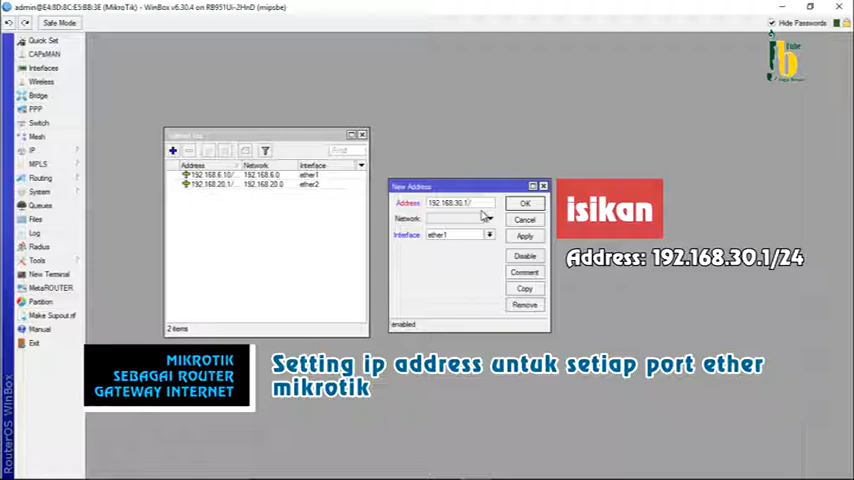 admin@E4:8D:8C:E5:BB:3E (MikroTik) - WinBox v6.30.4 on RB951Ui-2HnD (mipsbe)
Safe Mode
Hide Passwords
Quick Set
CAPsMAN
Interfaces
Wireless
Bridge
PPP
Switch
Mesh
IP
MPLS
Routing
System
Queues
Files
Log
Radius
Tools
New Terminal
MetaROUTER
Partition
Make Supout.rif
Manual
Exit
RouterOS WinBox
Tube
Find
Address
Network
Interface
192.168.6.10/...
192.168.6.0
ether1
192.168.20.1/...
192.168.20.0
ether2
2 items
New Address
Address: 192.168.30.1/
Network:
Interface: ether1
OK
Cancel
Apply
Disable
Comment
Copy
Remove
enabled
isikan
Address: 192.168.30.1/24
MIKROTIK
SEBAGAI ROUTER
GATEWAY INTERNET
Setting ip address untuk setiap port ether
mikrotik